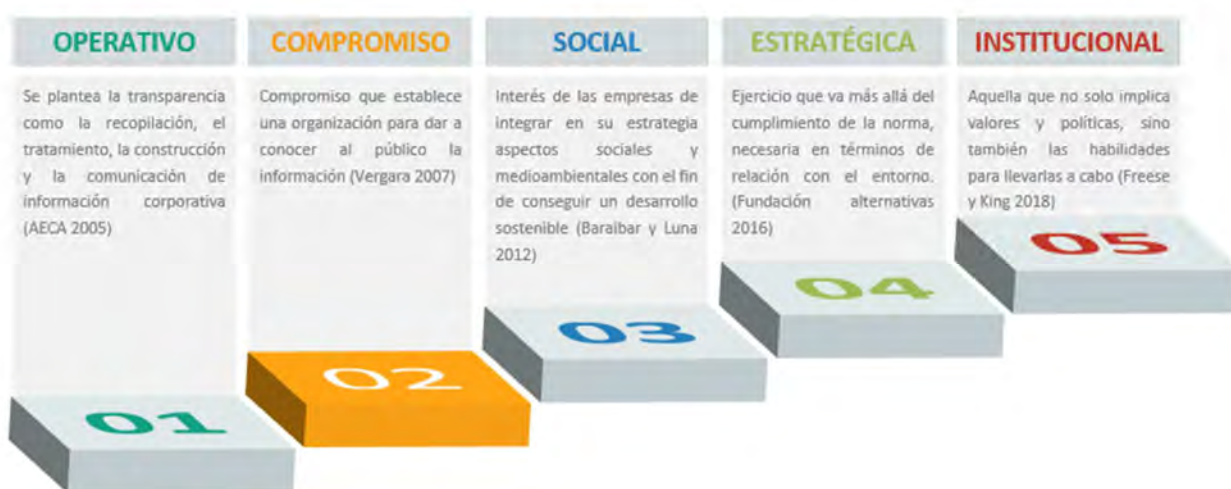 OPERATIVO
Se plantea la transparencia
como la recopilación, el
tratamiento, la construcción
y la comunicación de
información corporativa
(AECA 2005)
01
COMPROMISO
Compromiso que establece
una organización para dar a
conocer al público la
información (Vergara 2007)
02
SOCIAL
Interés de las empresas de
integrar en su estrategia
aspectos sociales y
medioambientales con el fin
de conseguir un desarrollo
sostenible (Baraibar y Luna
2012)
03
ESTRATÉGICA
Ejercicio que va más allá del
cumplimiento de la norma,
necesaria en términos de
relación con el entorno.
(Fundación alternativas
2016)
04
INSTITUCIONAL
Aquella que no solo implica
valores y políticas, sino
también las habilidades
para llevarlas a cabo (Freese
y King 2018)
05